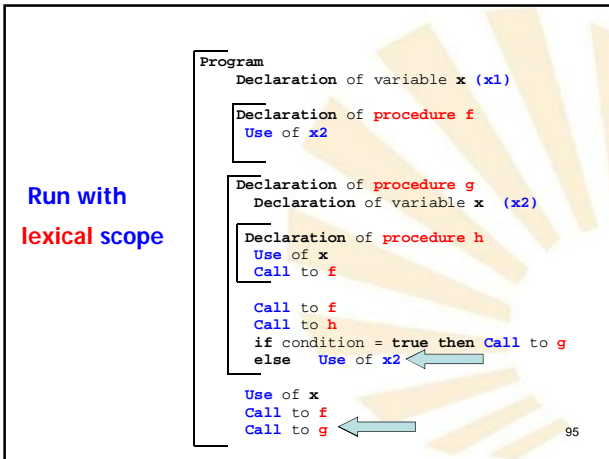 Program
Declaration of variable x (x1)
Declaration of procedure f
Use of x2
Run with
lexical scope
Declaration of procedure g
Declaration of variable x (x2)
Declaration of procedure h
Use of x
Call to f
Call to f
Call to h
if condition = true then Call to g
else Use of x2
Use of x
Call to f
Call to g
95